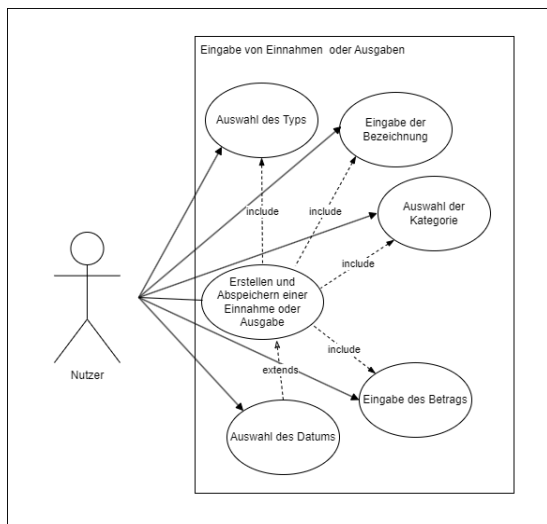 Eingabe von Einnahmen  oder Ausgaben
Auswahl des Typs
Eingabe der
Bezeichnung
Auswahl der
Kategorie
include
include
include
Erstellen und
Abspeichern einer
Einnahme oder
Ausgabe
include
extends
Nutzer
Eingabe des Betrags
Auswahl des Datums